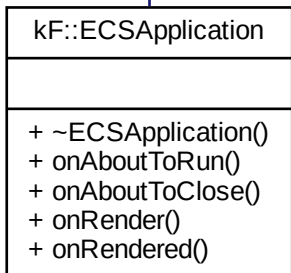 kF::ECSApplication
+ ~ECSApplication()
+ onAboutToRun()
+ onAboutToClose()
+ onRender()
+ onRendered()